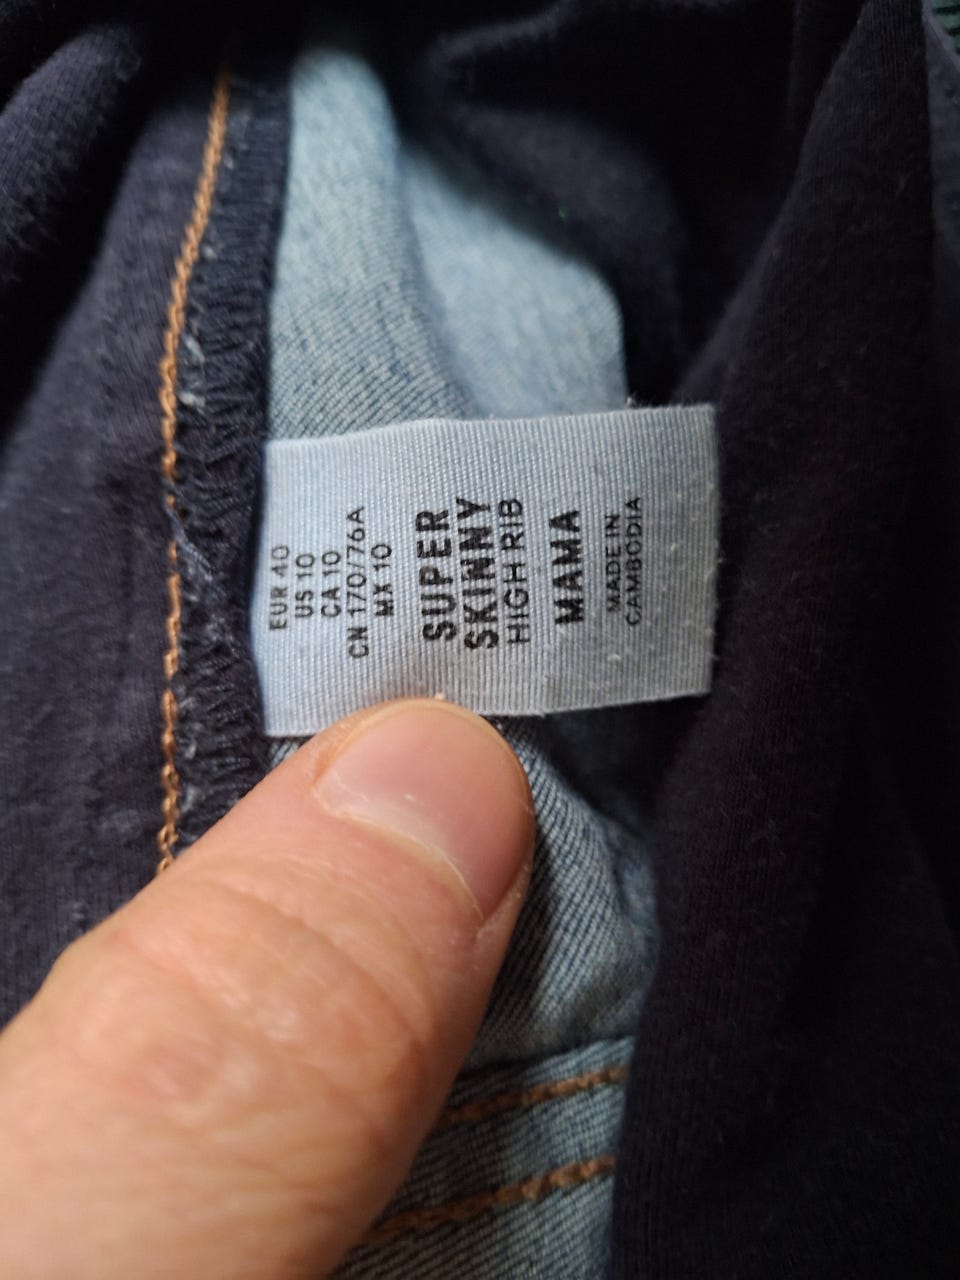 EUR 40
US 10
CA 10
CN 170/76A
MX 10
SUPER
SKINNY
HIGH RIB
MAMA
MADE IN
CAMBODIA